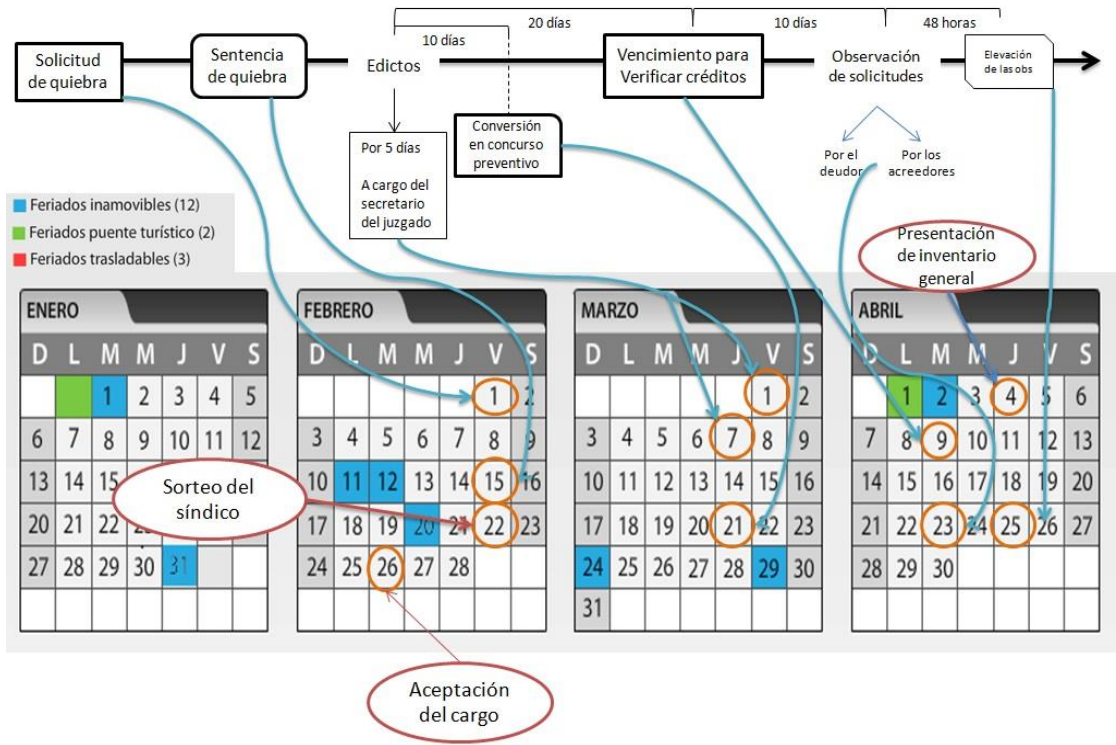 20 días
10 días
48 horas
10 días
Solicitud
de quiebra
Sentencia
de quiebra
Edictos
Vencimiento para
Verificar créditos
Observación
de solicitudes
Elevación
de las obs
Por 5 días
A cargo del
secretario
del juzgado
Conversión
en concurso
preventivo
Por el
deudor
Por los
acreedores
Feriados inamovibles (12)
Feriados puente turístico (2)
Feriados trasladables (3)
Presentación
de inventario
general
ENERO
D L M M J V S
1 2 3 4 5
6 7 8 9 10 11 12
13 14 15
20 21 22
27 28 29 30 31
Sorteo del
síndico
FEBRERO
D L M M J V S
1 2
3 4 5 6 7 8 9
10 11 12 13 14 15 16
17 18 19 20 21 22 23
24 25 26 27 28
MARZO
D L M M J V S
1 2
3 4 5 6 7 8 9
10 11 12 13 14 15 16
17 18 19 20 21 22 23
24 25 26 27 28 29 30
31
ABRIL
D L M M J V S
1 2 3 4 5 6
7 8 9 10 11 12 13
14 15 16 17 18 19 20
21 22 23 24 25 26 27
28 29 30
Aceptación
del cargo